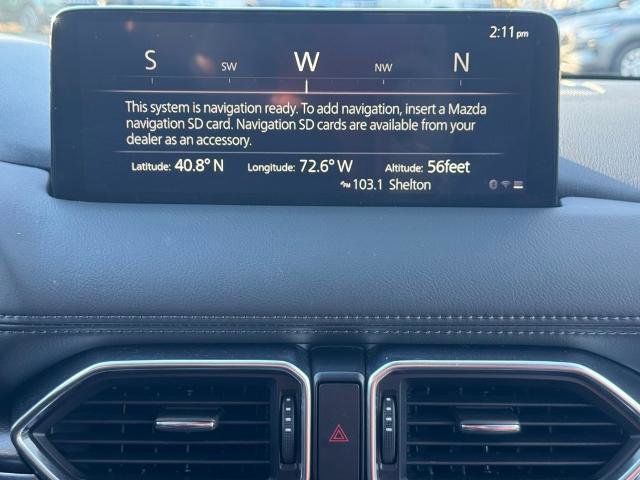 2:11pm
S SW W NW N
This system is navigation ready. To add navigation, insert a Mazda
navigation SD card. Navigation SD cards are available from your
dealer as an accessory.
Latitude: 40.8° N Longitude: 72.6° W Altitude: 56feet
FM 103.1 Shelton